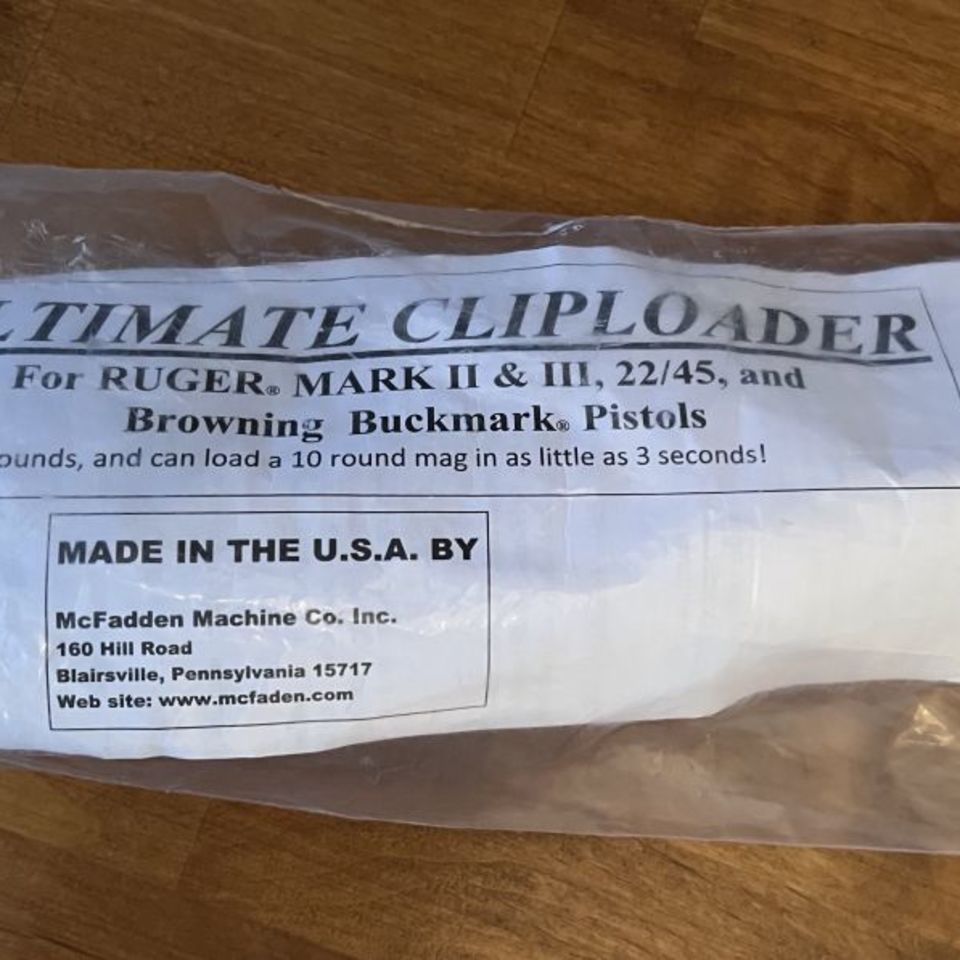 LTIMATE CLIPLOADER
For RUGER® MARK II & III, 22/45, and
Browning Buckmark® Pistols
ounds, and can load a 10 round mag in as little as 3 seconds!
MADE IN THE U.S.A. BY
McFadden Machine Co. Inc.
160 Hill Road
Blairsville, Pennsylvania 15717
Web site: www.mcfaden.com